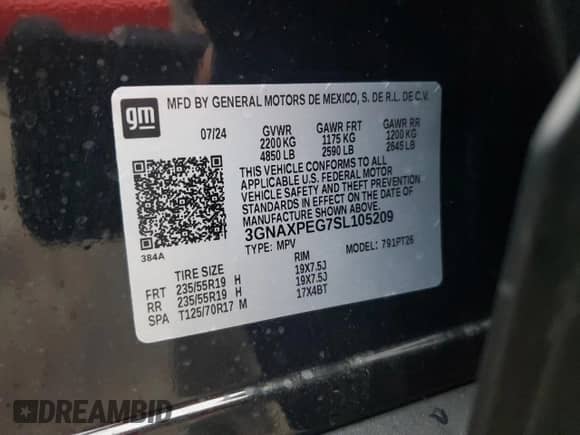 gm
MFD BY GENERAL MOTORS DE MEXICO, S. DE R.L. DE C.V.
07/24 GVWR GAWR FRT GAWR RR
2200 KG 1175 KG 1200 KG
4850 LB 2590 LB 2645 LB
THIS VEHICLE CONFORMS TO ALL
APPLICABLE U.S. FEDERAL MOTOR
VEHICLE SAFETY AND THEFT PREVENTION
STANDARDS IN EFFECT ON THE DATE OF
MANUFACTURE SHOWN ABOVE.
3GNAXPEG7SL105209
TYPE: MPV MODEL: 791PT26
384A
TIRE SIZE RIM
FRT 235/55R19 H 19X7.5J
RR 235/55R19 H 19X7.5J
SPA T125/70R17 M 17X4BT
DREAMBID